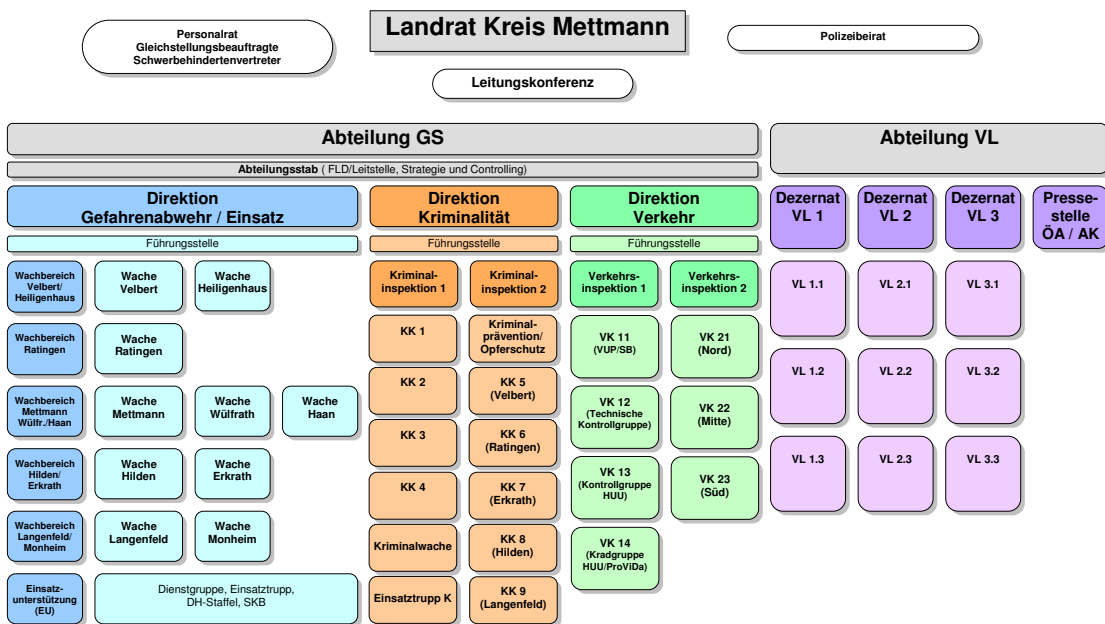 Personalrat
Gleichstellungsbeauftragte
Schwerbehindertenvertreter
Landrat Kreis Mettmann
Polizeibeirat
Leitungskonferenz
Abteilung GS
Abteilung VL
Abteilungsstab ( FLD/Leitstelle, Strategie und Controlling)
Direktion
Gefahrenabwehr / Einsatz
Direktion
Kriminalität
Direktion
Verkehr
Dezernat
VL 1
Dezernat
VL 2
Dezernat
VL 3
Presse-
stelle
ÖA / AK
Führungsstelle
Führungsstelle
Führungsstelle
Wachbereich
Velbert/
Heiligenhaus
Wache
Velbert
Wache
Heiligenhaus
Wachbereich
Ratingen
Wache
Ratingen
Wachbereich
Mettmann
Wülfr./Haan
Wache
Mettmann
Wache
Wülfrath
Wache
Haan
Wachbereich
Hilden/
Erkrath
Wache
Hilden
Wache
Erkrath
Wachbereich
Langenfeld/
Monheim
Wache
Langenfeld
Wache
Monheim
Einsatz-
unterstützung
(EU)
Dienstgruppe, Einsatztrupp,
DH-Staffel, SKB
Kriminal-
inspektion 1
Kriminal-
inspektion 2
KK 1
Kriminal-
prävention/
Opferschutz
KK 2
KK 5
(Velbert)
KK 3
KK 6
(Ratingen)
KK 4
KK 7
(Erkrath)
Kriminalwache
KK 8
(Hilden)
Einsatztrupp K
KK 9
(Langenfeld)
Verkehrs-
inspektion 1
Verkehrs-
inspektion 2
VK 11
(VUP/SB)
VK 21
(Nord)
VK 12
(Technische
Kontrollgruppe)
VK 22
(Mitte)
VK 13
(Kontrollgruppe
HUU)
VK 23
(Süd)
VK 14
(Kradgruppe
HUU/ProViDa)
VL 1.1
VL 2.1
VL 3.1
VL 1.2
VL 2.2
VL 3.2
VL 1.3
VL 2.3
VL 3.3